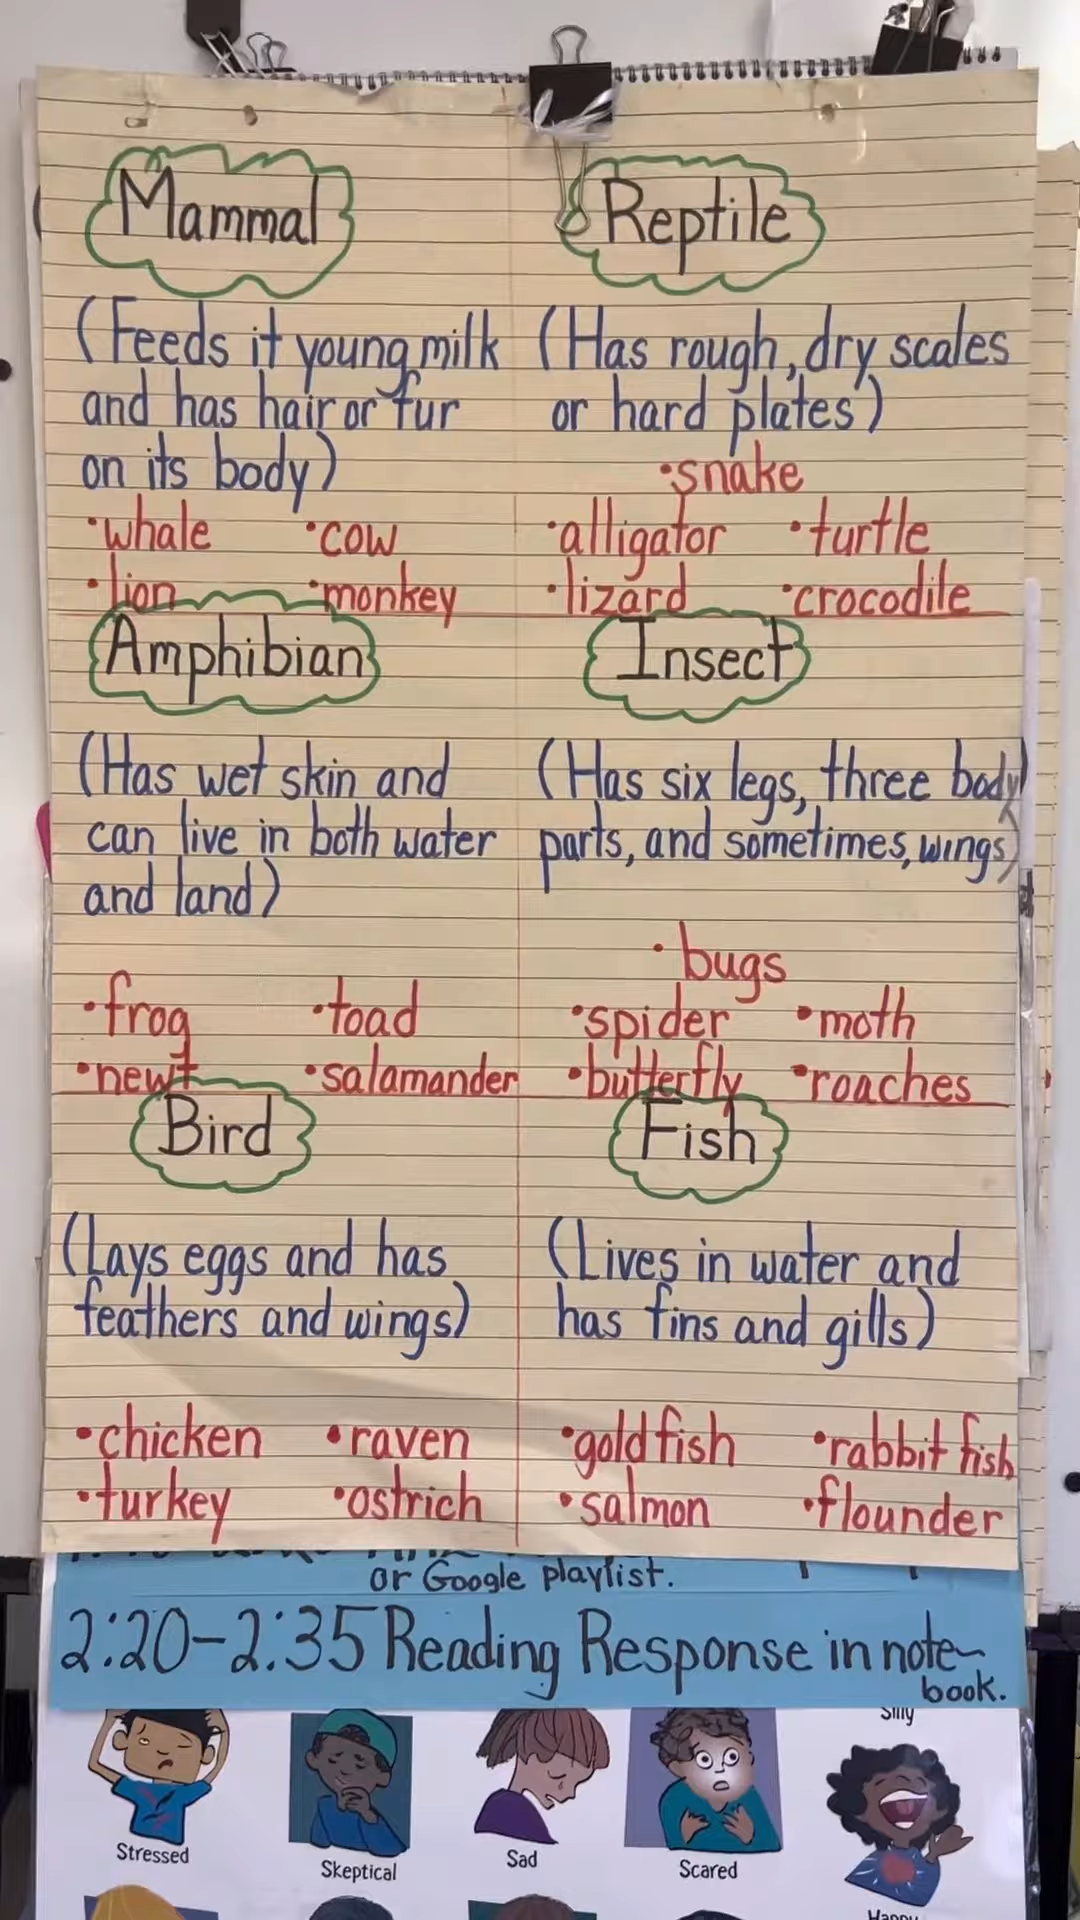 Mammal
(Feeds it young milk
and has hair or fur
on its body)
•whale •cow
•lion •monkey
Reptile
(Has rough, dry scales
or hard plates)
•snake
•alligator •turtle
•lizard •crocodile
Amphibian
(Has wet skin and
can live in both water
and land)
•frog •toad
•newt •salamander
Insect
(Has six legs, three body
parts, and sometimes, wings)
•bugs
•spider •moth
•butterfly •roaches
Bird
(Lays eggs and has
feathers and wings)
•chicken •raven
•turkey •ostrich
Fish
(Lives in water and
has fins and gills)
•goldfish •rabbit fish
•salmon •flounder
or Google playlist.
2:20-2:35 Reading Response in note-
book.
Silly
Stressed
Skeptical
Sad
Scared
Happy